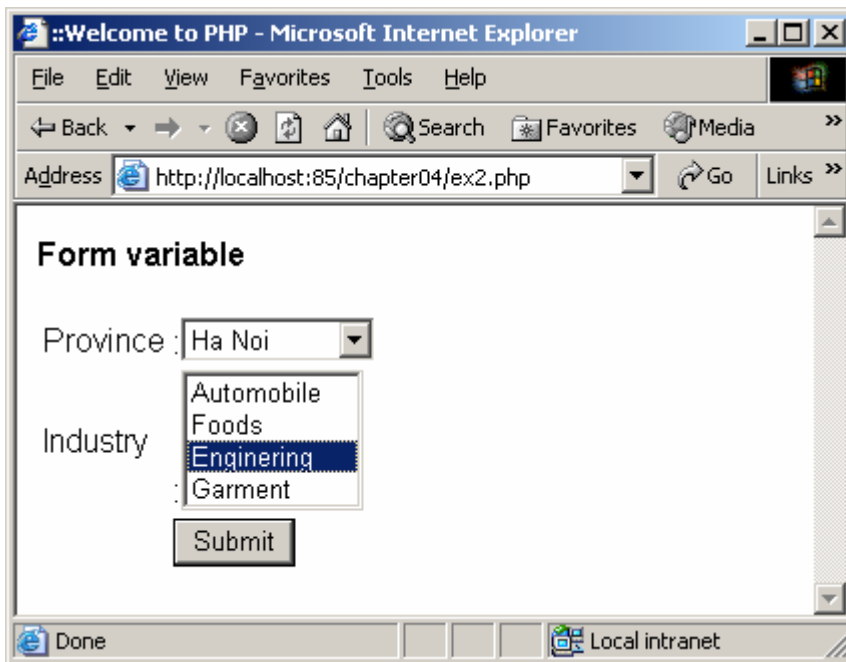 ::Welcome to PHP - Microsoft Internet Explorer
File Edit View Favorites Tools Help
Back Search Favorites Media »
Address http://localhost:85/chapter04/ex2.php Go Links »
Form variable
Province : Ha Noi
Automobile
Foods
Industry
Enginering
: Garment
Submit
Done Local intranet